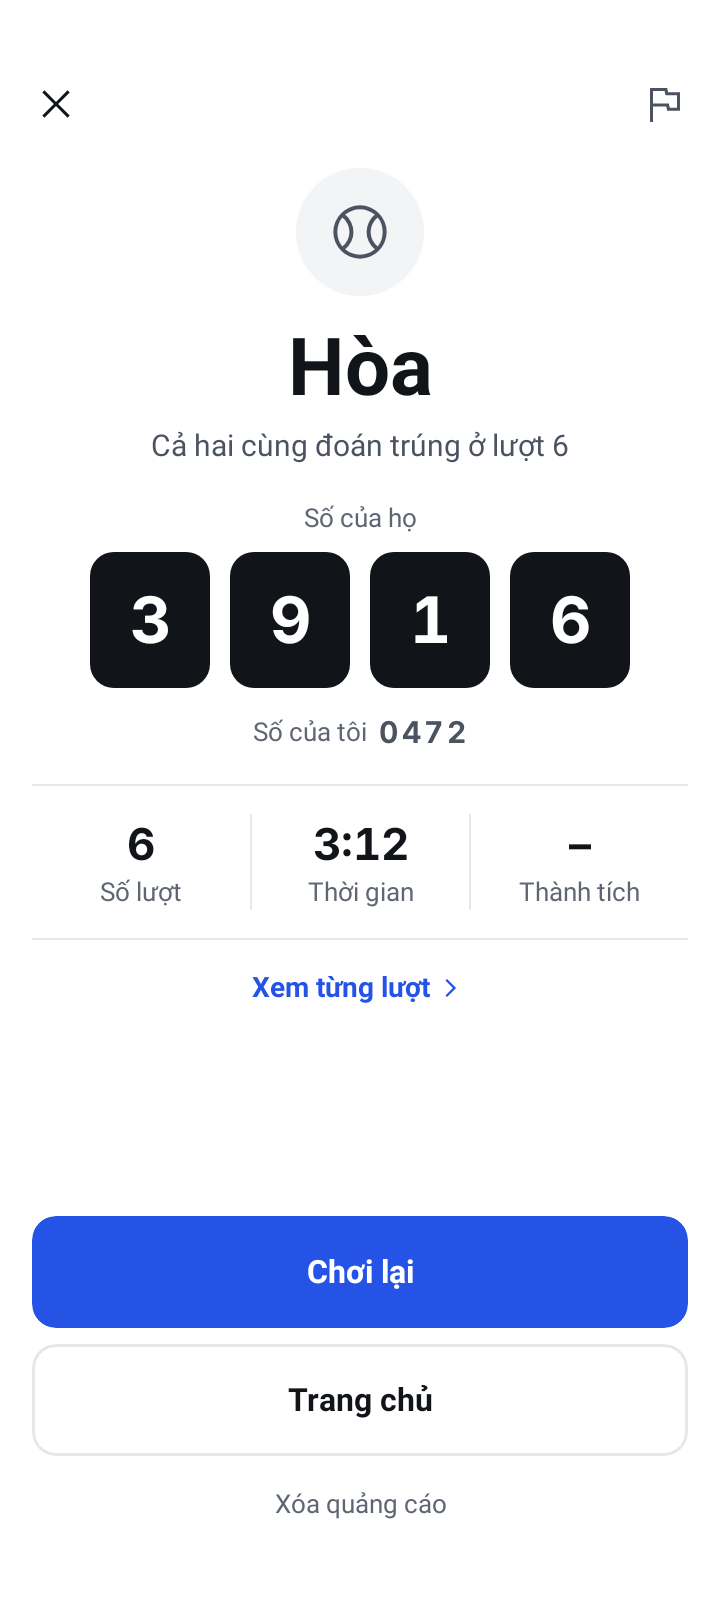 Hòa
Cả hai cùng đoán trúng ở lượt 6
Số của họ
3 9 1 6
Số của tôi 0472
6 3:12 –
Số lượt Thời gian Thành tích
Xem từng lượt
Chơi lại
Trang chủ
Xóa quảng cáo